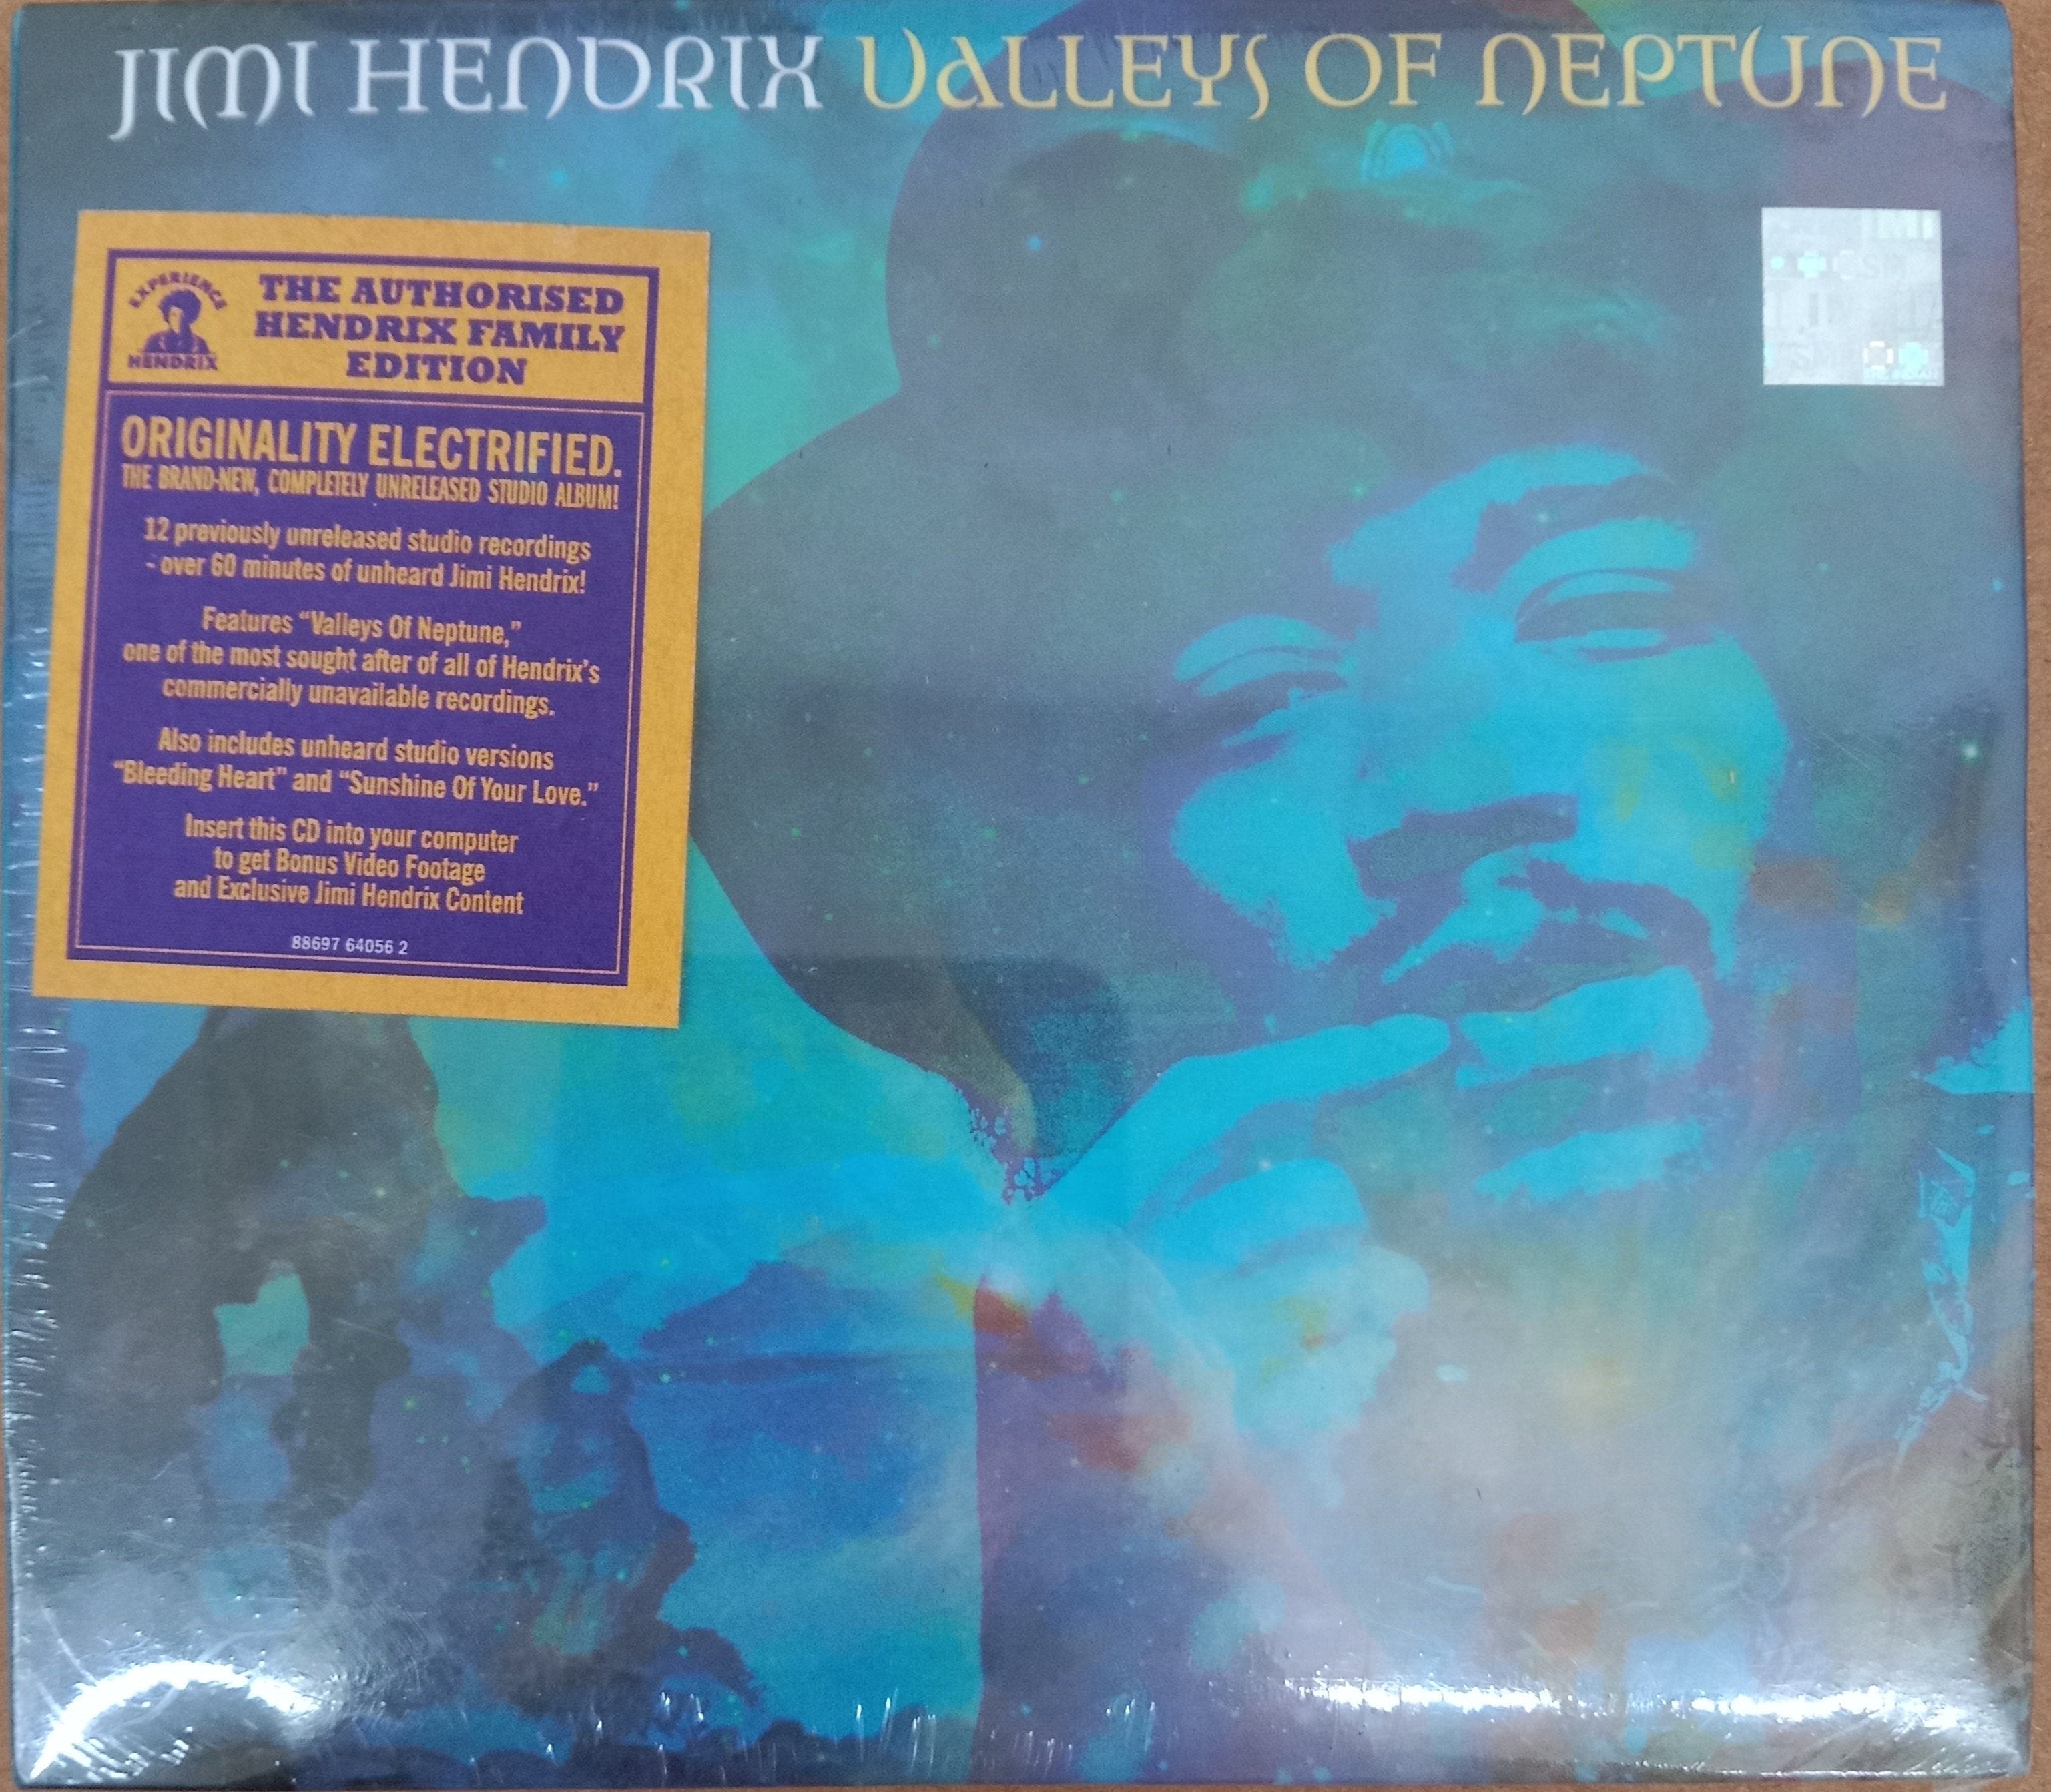 JIMI HENDRIX VALLEYS OF NEPTUNE
EXPERIENCE
HENDRIX
THE AUTHORISED
HENDRIX FAMILY
EDITION
ORIGINALITY ELECTRIFIED.
THE BRAND-NEW, COMPLETELY UNRELEASED STUDIO ALBUM!
12 previously unreleased studio recordings
- over 60 minutes of unheard Jimi Hendrix!
Features “Valleys Of Neptune,”
one of the most sought after of all of Hendrix’s
commercially unavailable recordings.
Also includes unheard studio versions
“Bleeding Heart” and “Sunshine Of Your Love.”
Insert this CD into your computer
to get Bonus Video Footage
and Exclusive Jimi Hendrix Content
88697 64056 2